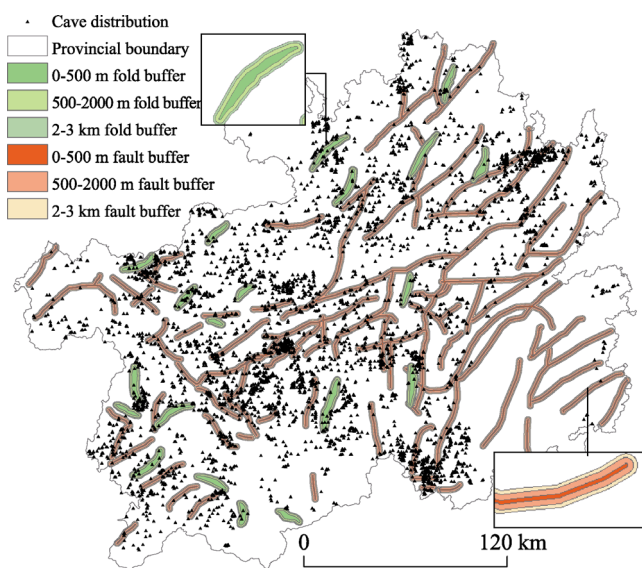 Cave distribution
Provincial boundary
0-500 m fold buffer
500-2000 m fold buffer
2-3 km fold buffer
0-500 m fault buffer
500-2000 m fault buffer
2-3 km fault buffer
0 120 km